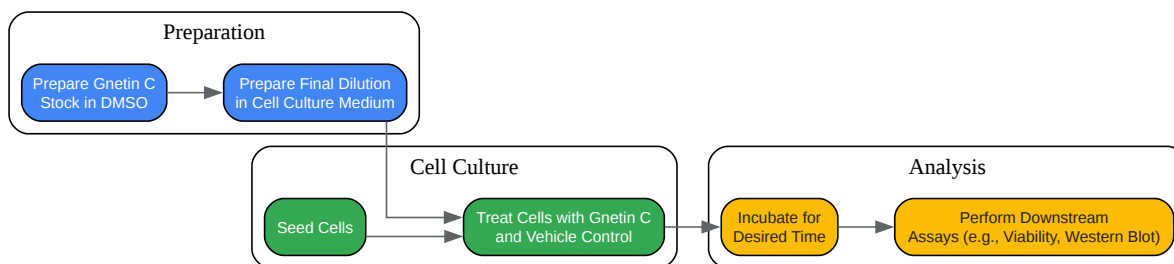 Preparation
Prepare Gnetin C
Stock in DMSO
Prepare Final Dilution
in Cell Culture Medium
Cell Culture
Seed Cells
Treat Cells with Gnetin C
and Vehicle Control
Analysis
Incubate for
Desired Time
Perform Downstream
Assays (e.g., Viability, Western Blot)